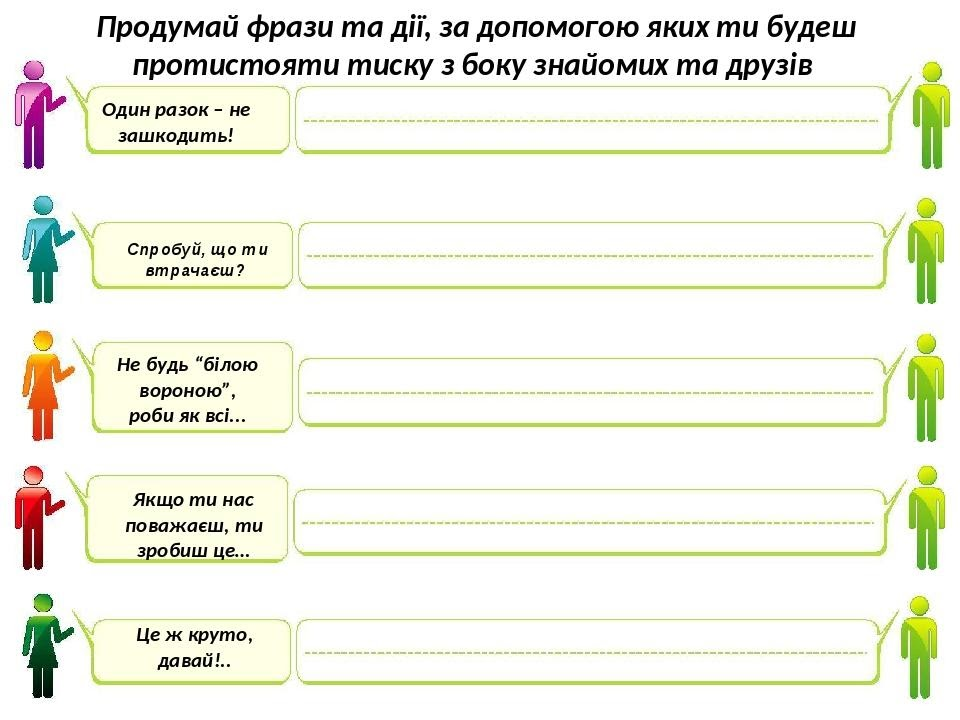 Продумай фрази та дії, за допомогою яких ти будеш
протистояти тиску з боку знайомих та друзів
Один разок – не
зашкодить!
Спробуй, що ти
втрачаєш?
Не будь “білою
вороною”,
роби як всі...
Якщо ти нас
поважаєш, ти
зробиш це...
Це ж круто,
давай!..